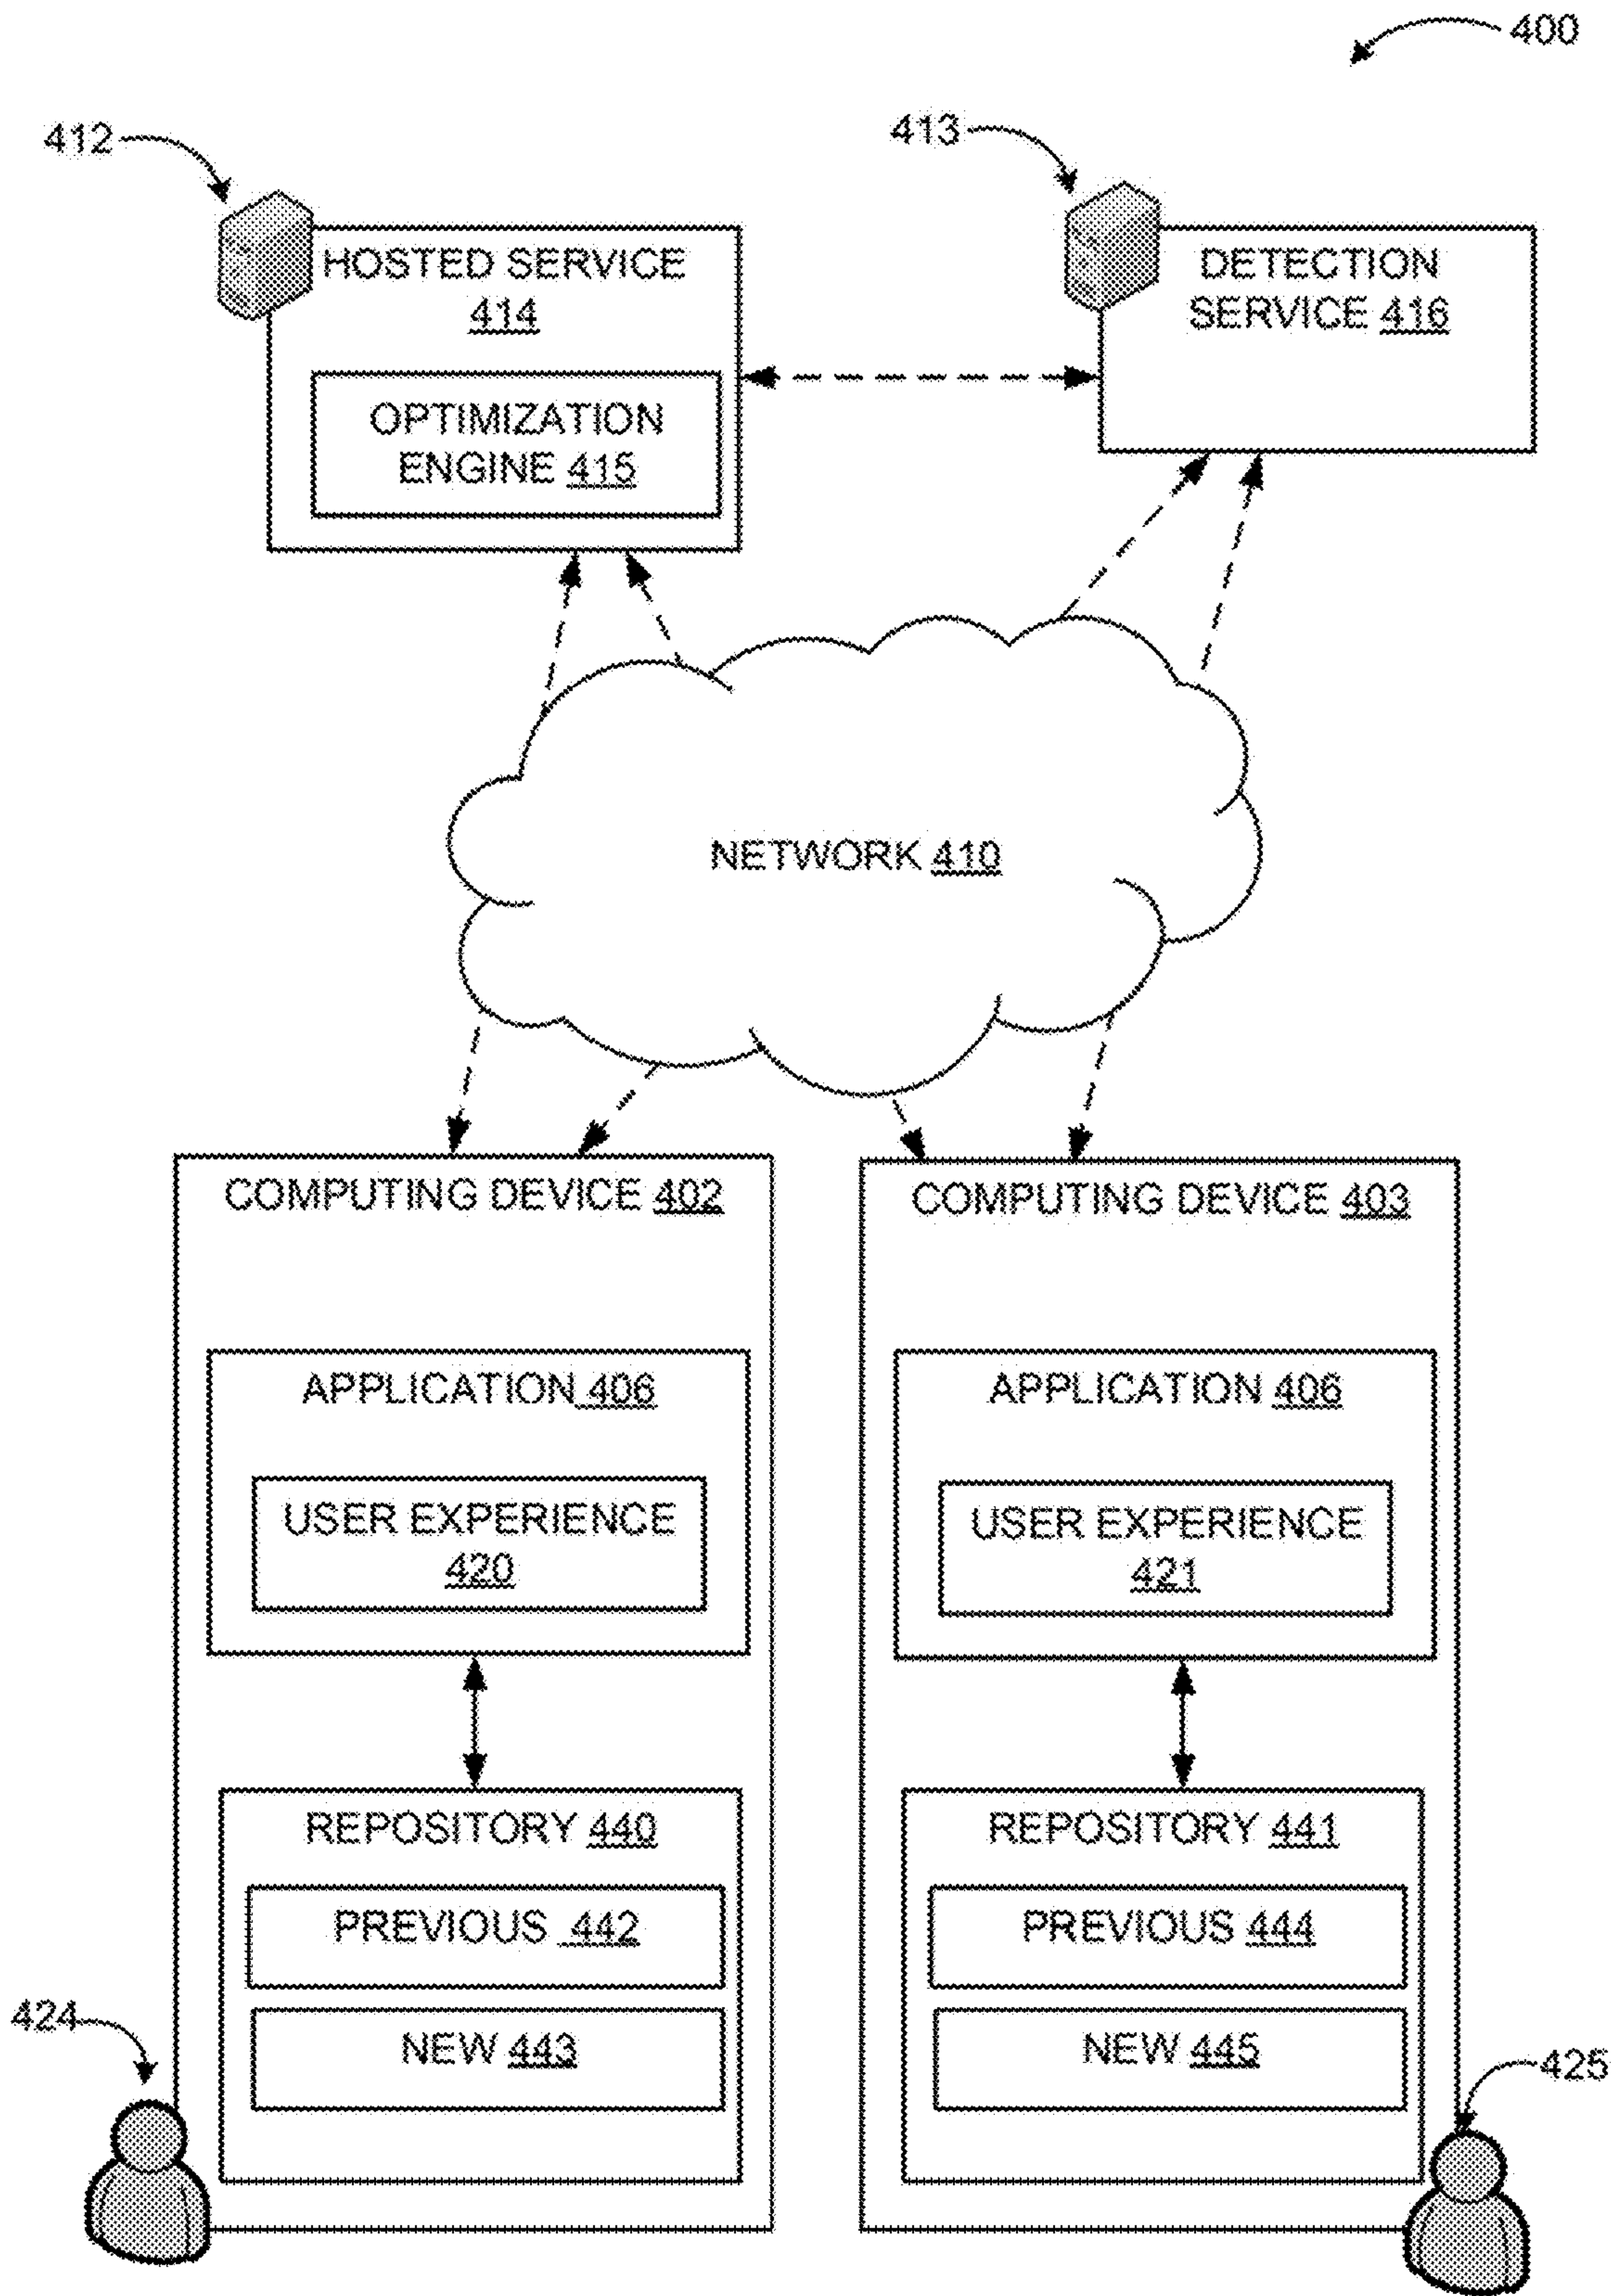 400
412
413
HOSTED SERVICE
414
DETECTION
SERVICE 416
OPTIMIZATION
ENGINE 415
NETWORK 410
COMPUTING DEVICE 402
COMPUTING DEVICE 403
APPLICATION 406
APPLICATION 406
USER EXPERIENCE
420
USER EXPERIENCE
421
REPOSITORY 440
REPOSITORY 441
PREVIOUS 442
PREVIOUS 444
NEW 443
NEW 445
424
425